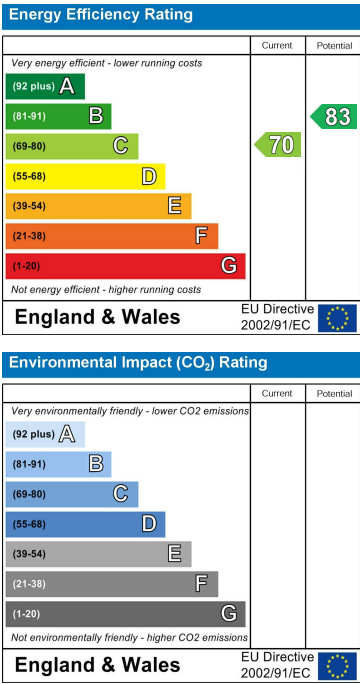 Energy Efficiency Rating
Current Potential
Very energy efficient - lower running costs
(92 plus) A
(81-91) B
83
(69-80) C
70
(55-68) D
(39-54) E
(21-38) F
(1-20) G
Not energy efficient - higher running costs
England & Wales
EU Directive
2002/91/EC
Environmental Impact (CO₂) Rating
Current Potential
Very environmentally friendly - lower CO2 emissions
(92 plus) A
(81-91) B
(69-80) C
(55-68) D
(39-54) E
(21-38) F
(1-20) G
Not environmentally friendly - higher CO2 emissions
England & Wales
EU Directive
2002/91/EC